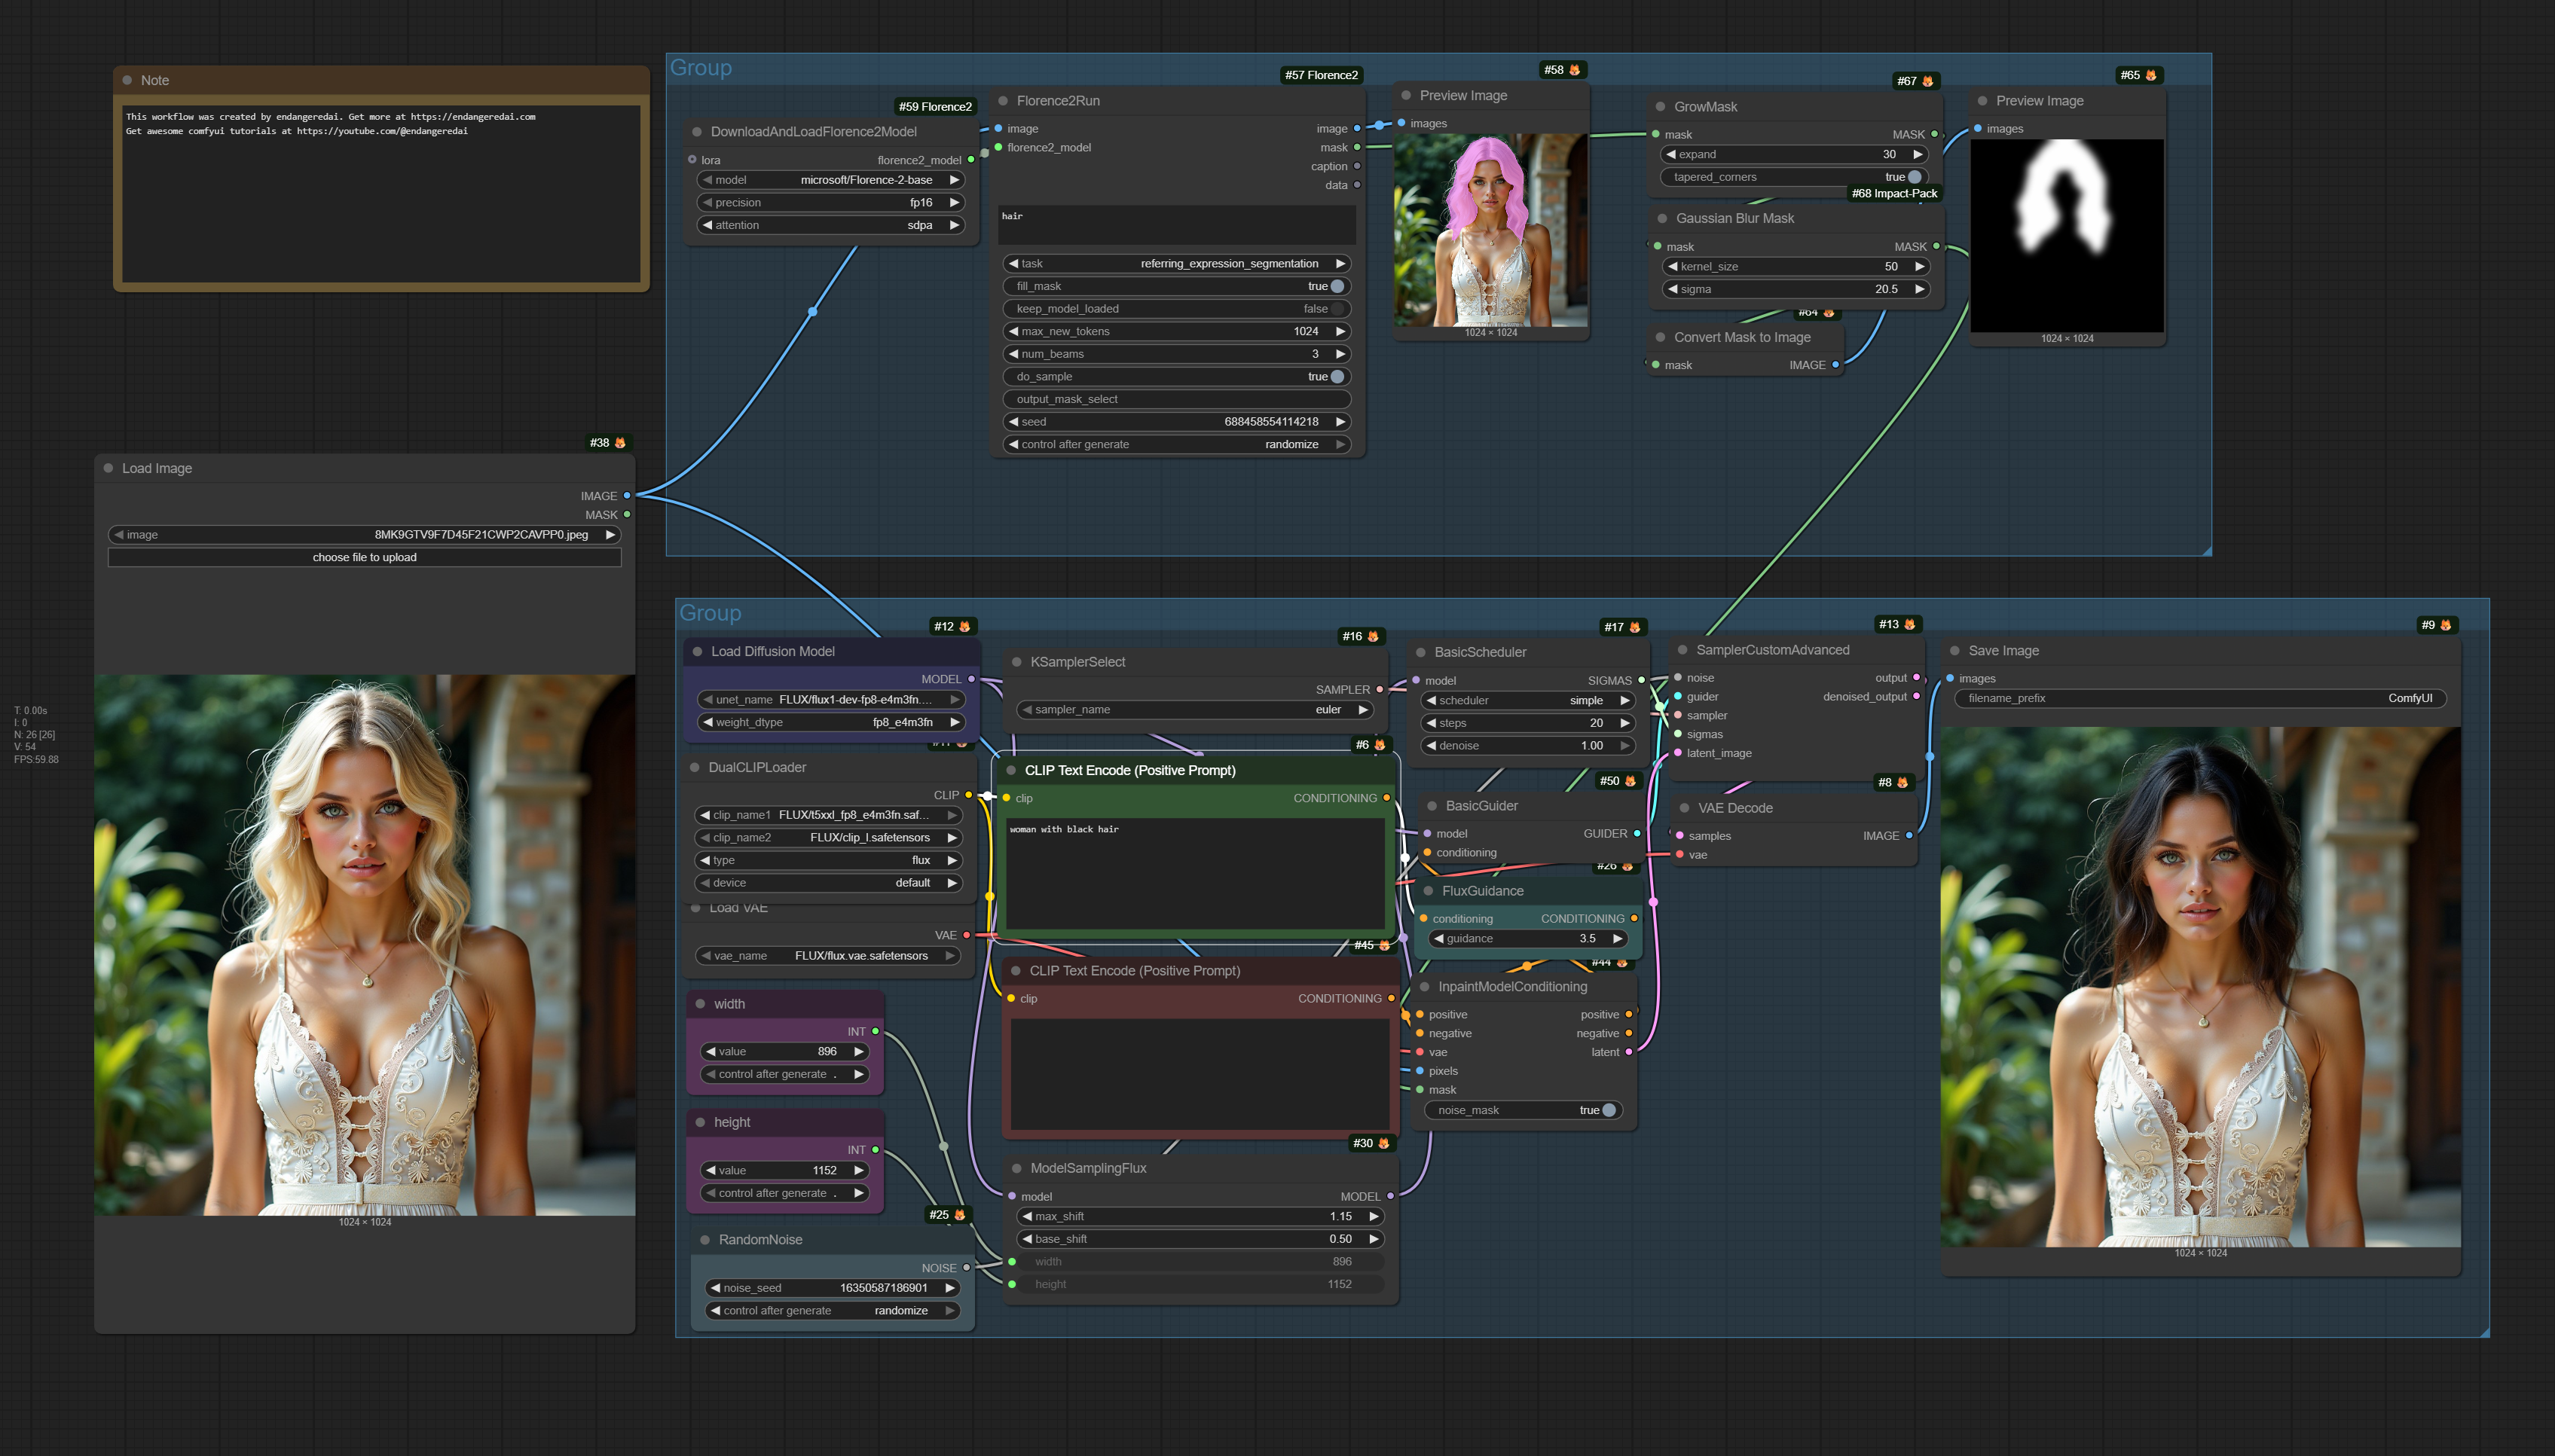 Note
This workflow was created by endangeredai. Get more at https://endangeredai.com
Get awesome comfyui tutorials at https://youtube.com/@endangeredai
Group
#59 Florence2
DownloadAndLoadFlorence2Model
lora florence2_model
model microsoft/Florence-2-base
precision fp16
attention sdpa
#57 Florence2
Florence2Run
image image
florence2_model mask
caption
data
hair
task referring_expression_segmentation
fill_mask true
keep_model_loaded false
max_new_tokens 1024
num_beams 3
do_sample true
output_mask_select
seed 688458554114218
control after generate randomize
#58
Preview Image
images
1024 × 1024
#67
GrowMask
mask MASK
expand 30
tapered_corners true
#68 Impact-Pack
Gaussian Blur Mask
mask MASK
kernel_size 50
sigma 20.5
#64
Convert Mask to Image
mask IMAGE
#65
Preview Image
images
1024 × 1024
#38
Load Image
IMAGE
MASK
image 8MK9GTV9F7D45F21CWP2CAVPP0.jpeg
choose file to upload
1024 × 1024
T: 0.00s
I: 0
N: 26 [26]
V: 54
FPS:59.88
Group
#12
Load Diffusion Model
MODEL
unet_name FLUX/flux1-dev-fp8-e4m3fn....
weight_dtype fp8_e4m3fn
#11
DualCLIPLoader
CLIP
clip_name1 FLUX/t5xxl_fp8_e4m3fn.saf...
clip_name2 FLUX/clip_l.safetensors
type flux
device default
Load VAE
VAE
vae_name FLUX/flux.vae.safetensors
width
INT
value 896
control after generate .
height
INT
value 1152
control after generate .
#25
RandomNoise
NOISE
noise_seed 16350587186901
control after generate randomize
#16
KSamplerSelect
SAMPLER
sampler_name euler
#6
CLIP Text Encode (Positive Prompt)
clip CONDITIONING
woman with black hair
#45
CLIP Text Encode (Positive Prompt)
clip CONDITIONING
#30
ModelSamplingFlux
model MODEL
max_shift 1.15
base_shift 0.50
width 896
height 1152
#17
BasicScheduler
model SIGMAS
scheduler simple
steps 20
denoise 1.00
#50
BasicGuider
model GUIDER
conditioning
#26
FluxGuidance
conditioning CONDITIONING
guidance 3.5
#44
InpaintModelConditioning
positive positive
negative negative
vae latent
pixels
mask
noise_mask true
#13
SamplerCustomAdvanced
noise output
guider denoised_output
sampler
sigmas
latent_image
#8
VAE Decode
samples IMAGE
vae
#9
Save Image
images
filename_prefix ComfyUI
1024 × 1024